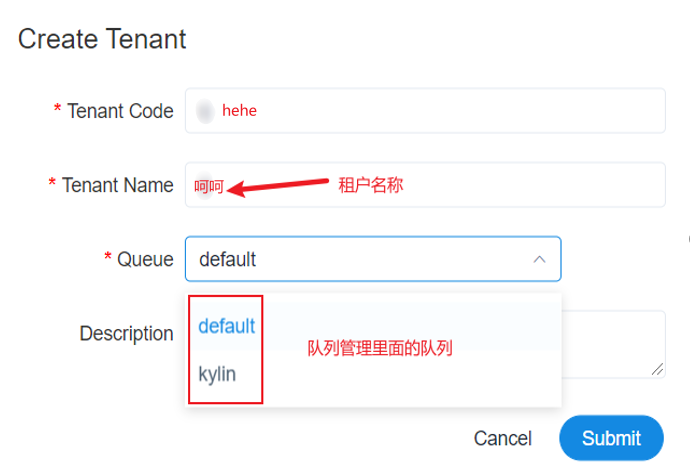 Create Tenant
* Tenant Code hehe
* Tenant Name 呵呵 租户名称
* Queue default
default
Description 队列管理里面的队列
kylin
Cancel Submit